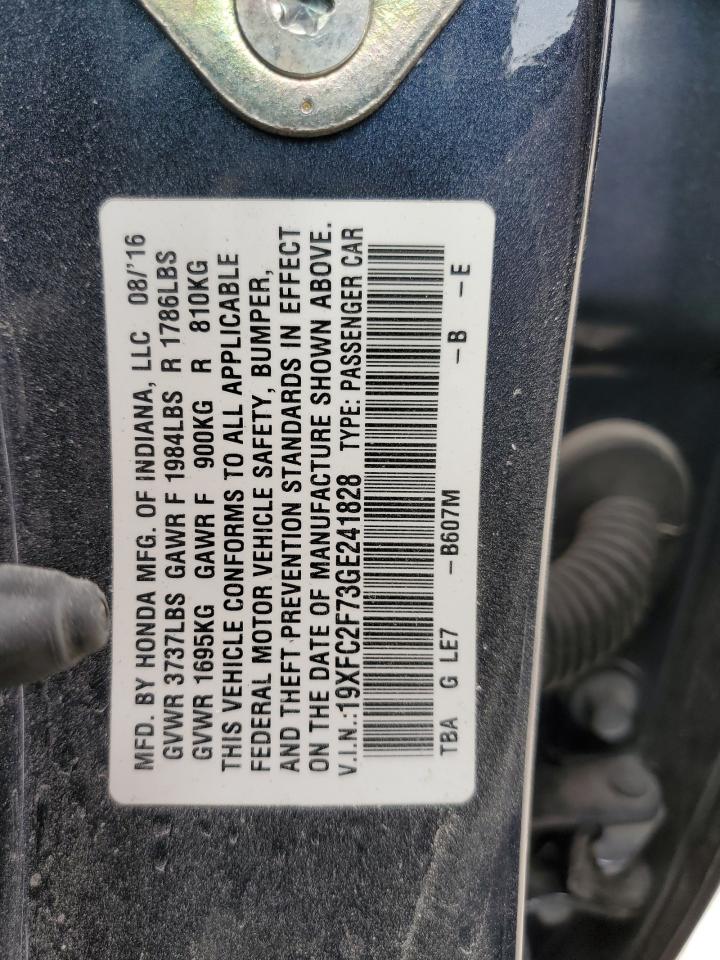 MFD. BY HONDA MFG. OF INDIANA, LLC 08/'16
GVWR 3737LBS GAWR F 1984LBS R 1786LBS
GVWR 1695KG GAWR F 900KG R 810KG
THIS VEHICLE CONFORMS TO ALL APPLICABLE
FEDERAL MOTOR VEHICLE SAFETY, BUMPER,
AND THEFT PREVENTION STANDARDS IN EFFECT
ON THE DATE OF MANUFACTURE SHOWN ABOVE.
V.I.N.:19XFC2F73GE241828 TYPE: PASSENGER CAR
TBA G LE7 -B607M -B -E